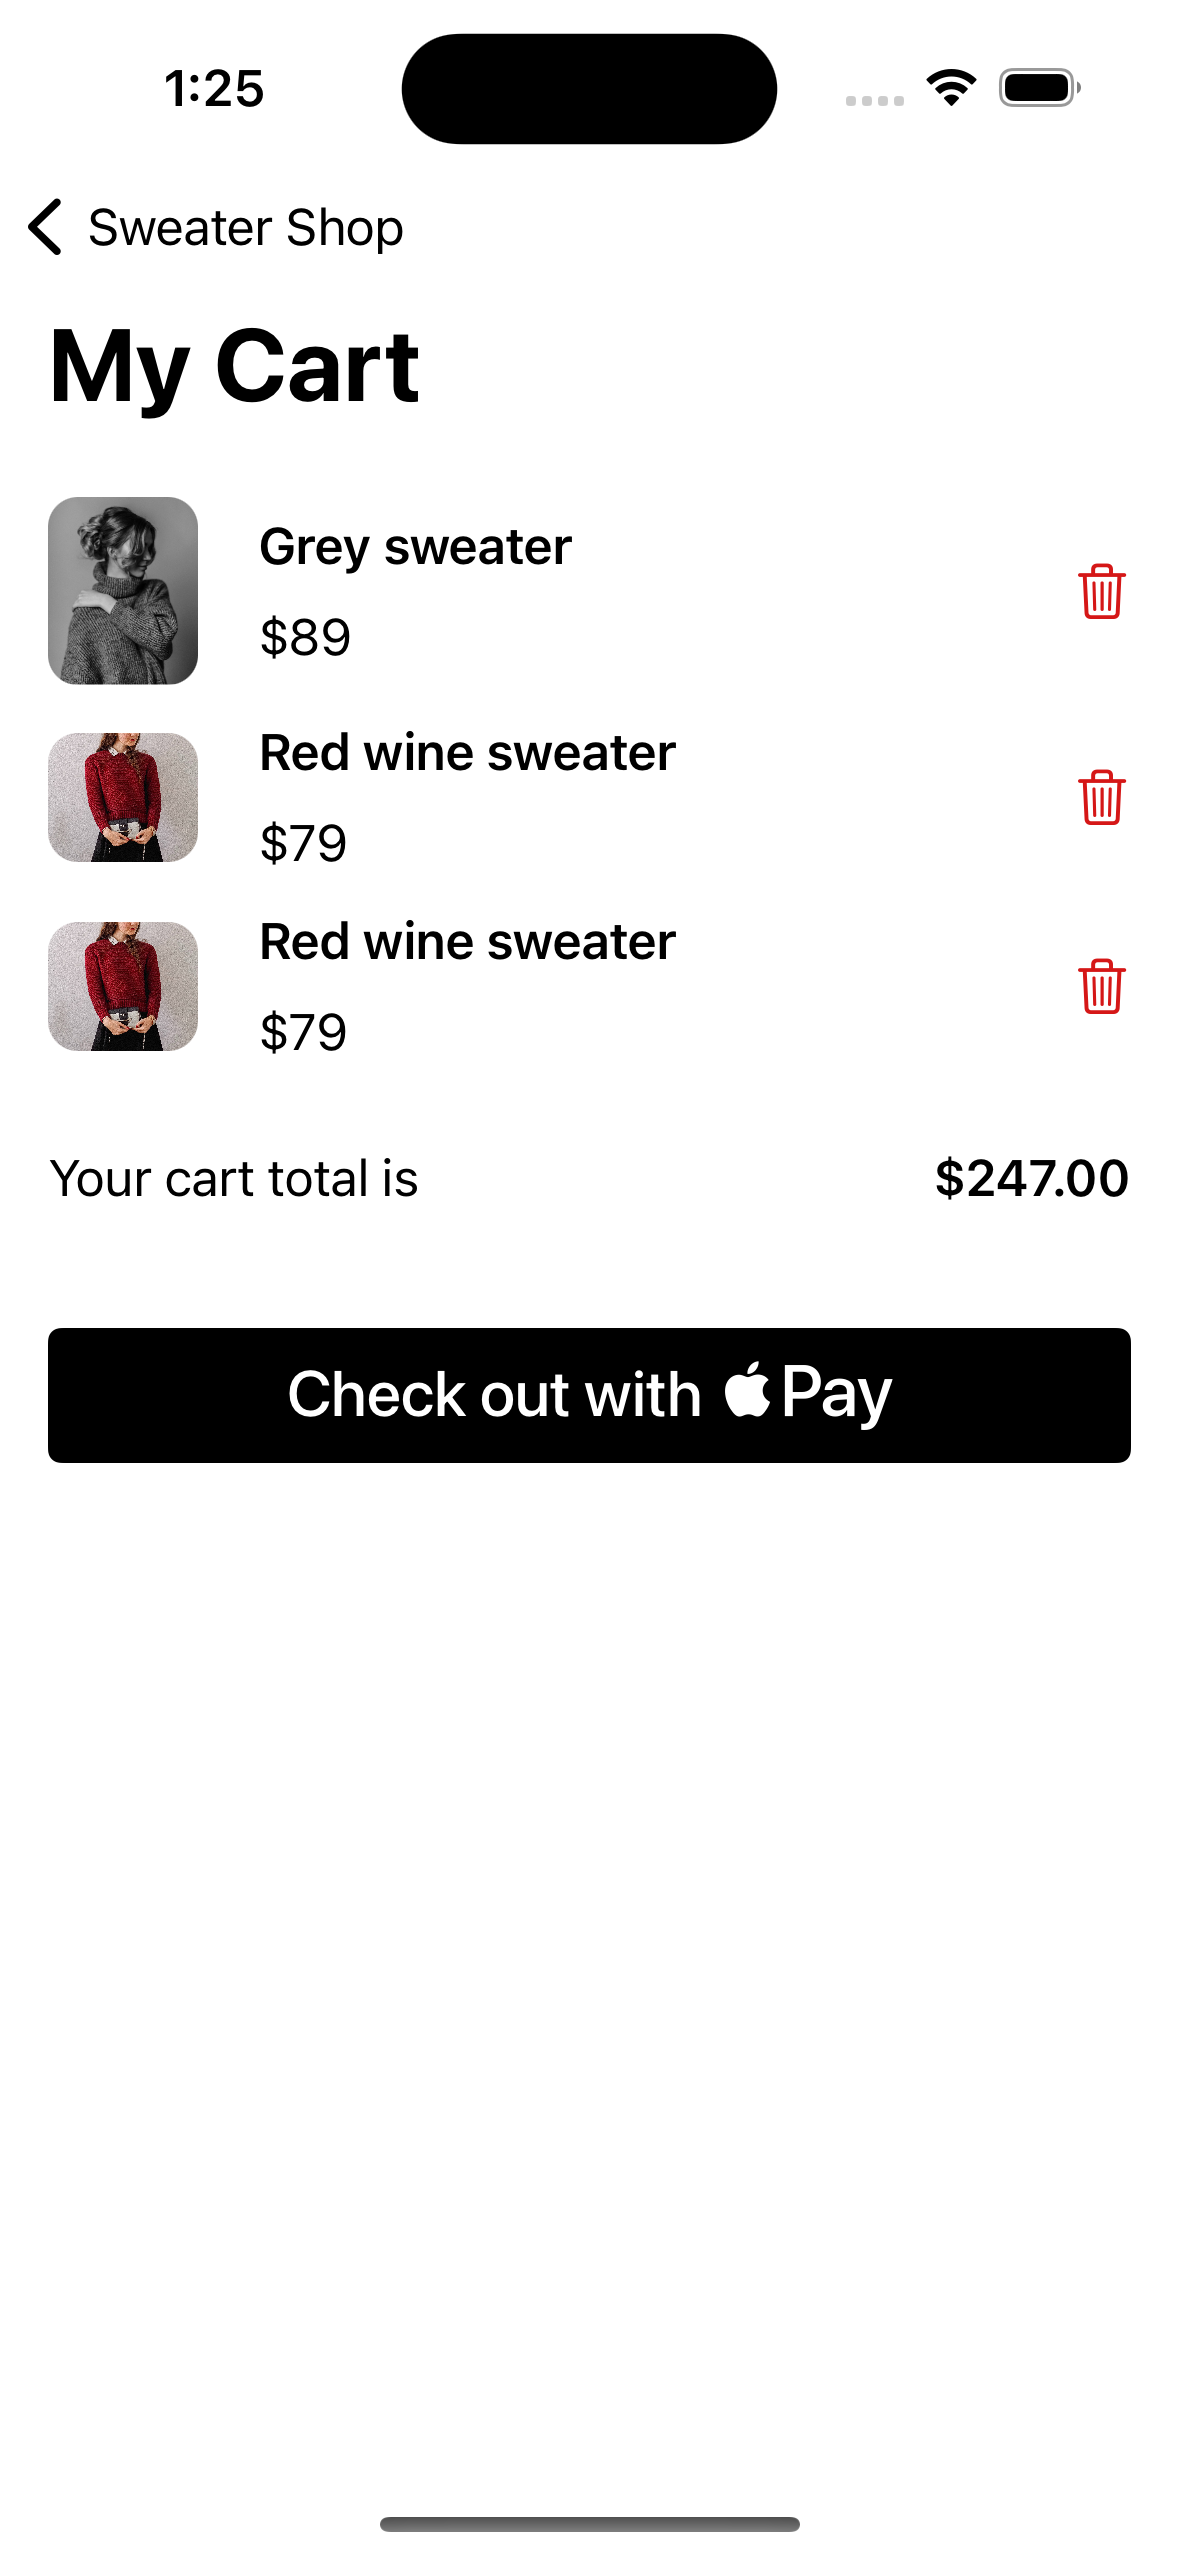 1:25
Sweater Shop
My Cart
Grey sweater
$89
Red wine sweater
$79
Red wine sweater
$79
Your cart total is $247.00
Check out with Pay